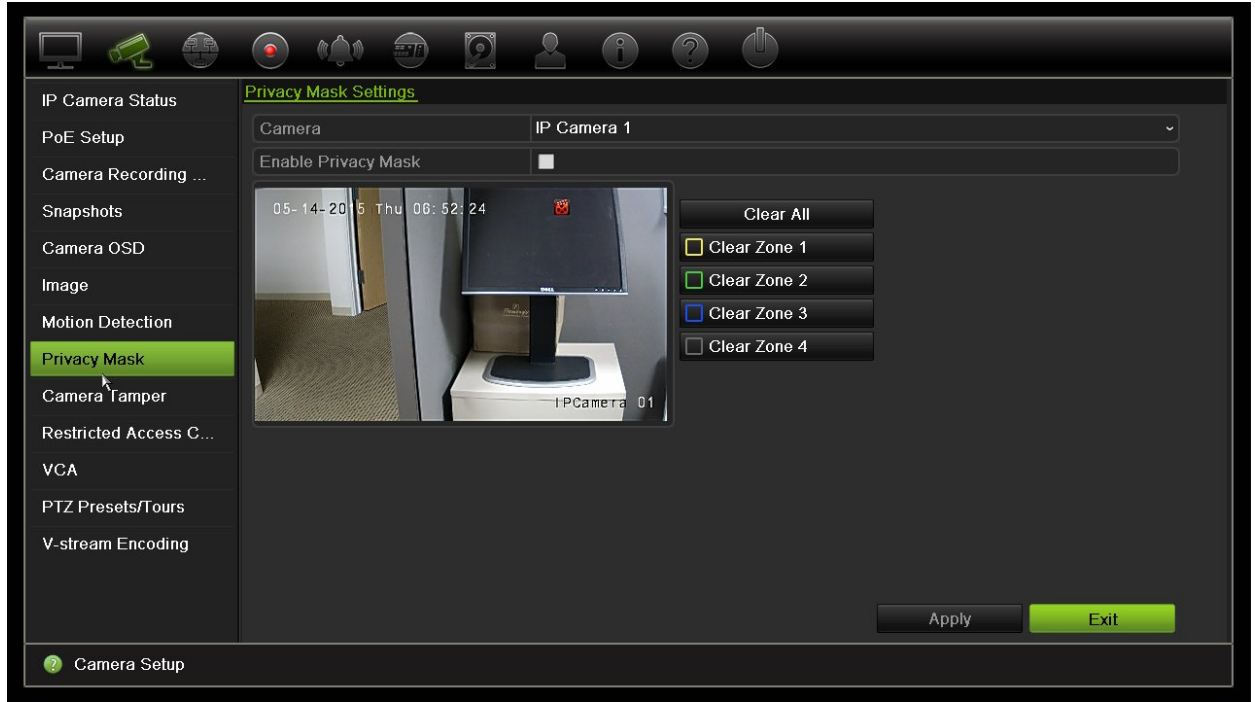 IP Camera Status
PoE Setup
Camera Recording ...
Snapshots
Camera OSD
Image
Motion Detection
Privacy Mask
Camera Tamper
Restricted Access C...
VCA
PTZ Presets/Tours
V-stream Encoding
Privacy Mask Settings
Camera IP Camera 1
Enable Privacy Mask
05-14-2015 Thu 06:52:24
DELL
IPCamera 01
Clear All
Clear Zone 1
Clear Zone 2
Clear Zone 3
Clear Zone 4
Apply Exit
Camera Setup